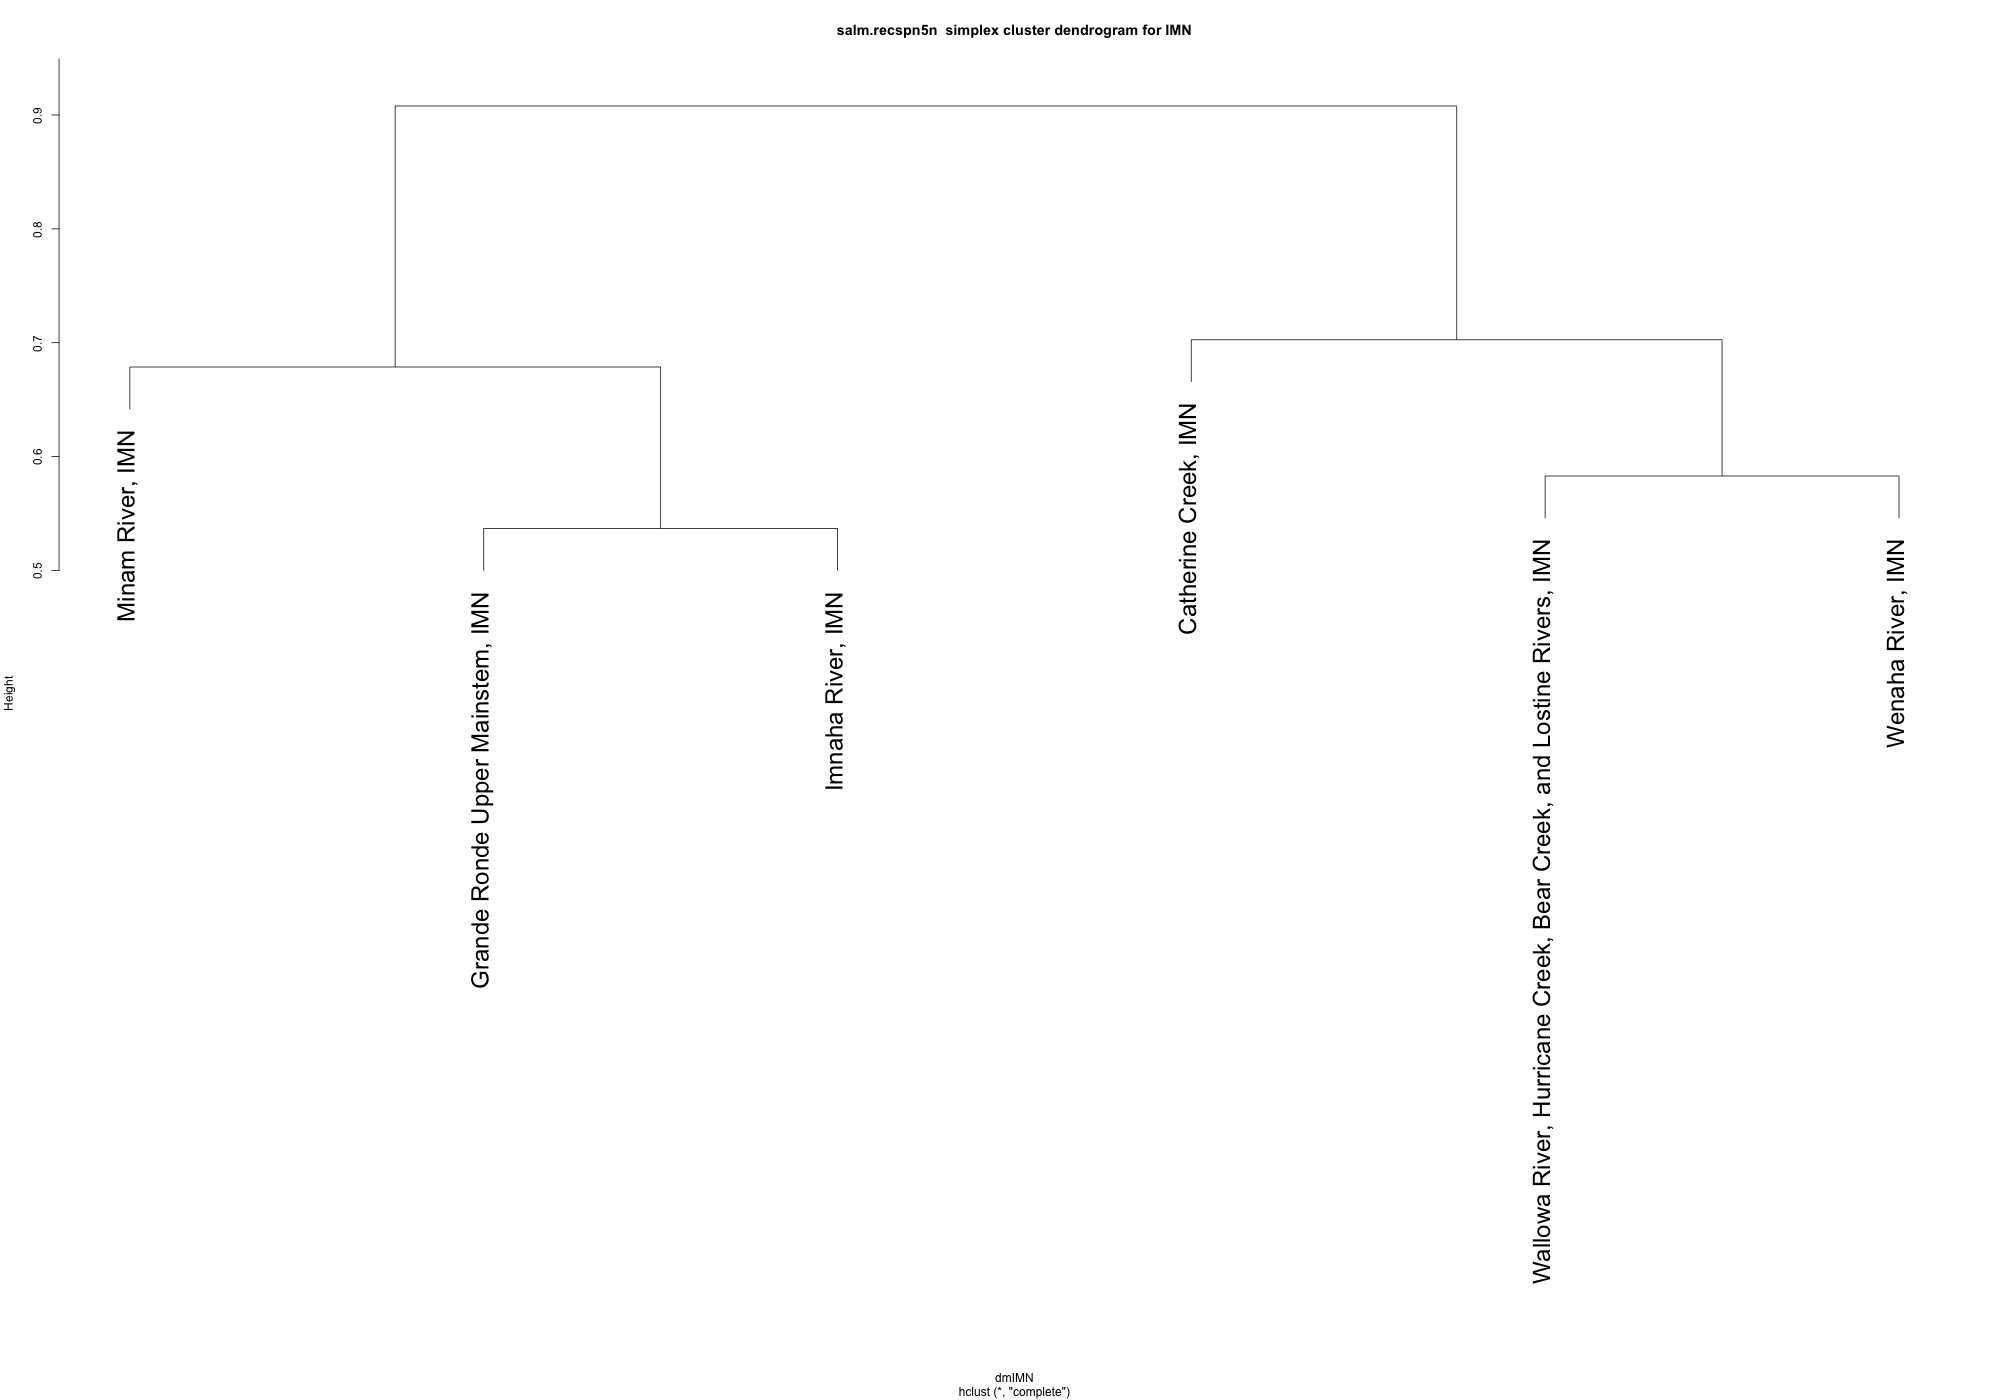 salm.recspn5n  simplex cluster dendrogram for IMN
Height
0.9
0.8
0.7
0.6
0.5
Minam River, IMN
Grande Ronde Upper Mainstem, IMN
Imnaha River, IMN
Catherine Creek, IMN
Wallowa River, Hurricane Creek, Bear Creek, and Lostine Rivers, IMN
Wenaha River, IMN
dmIMN
hclust (*, "complete")